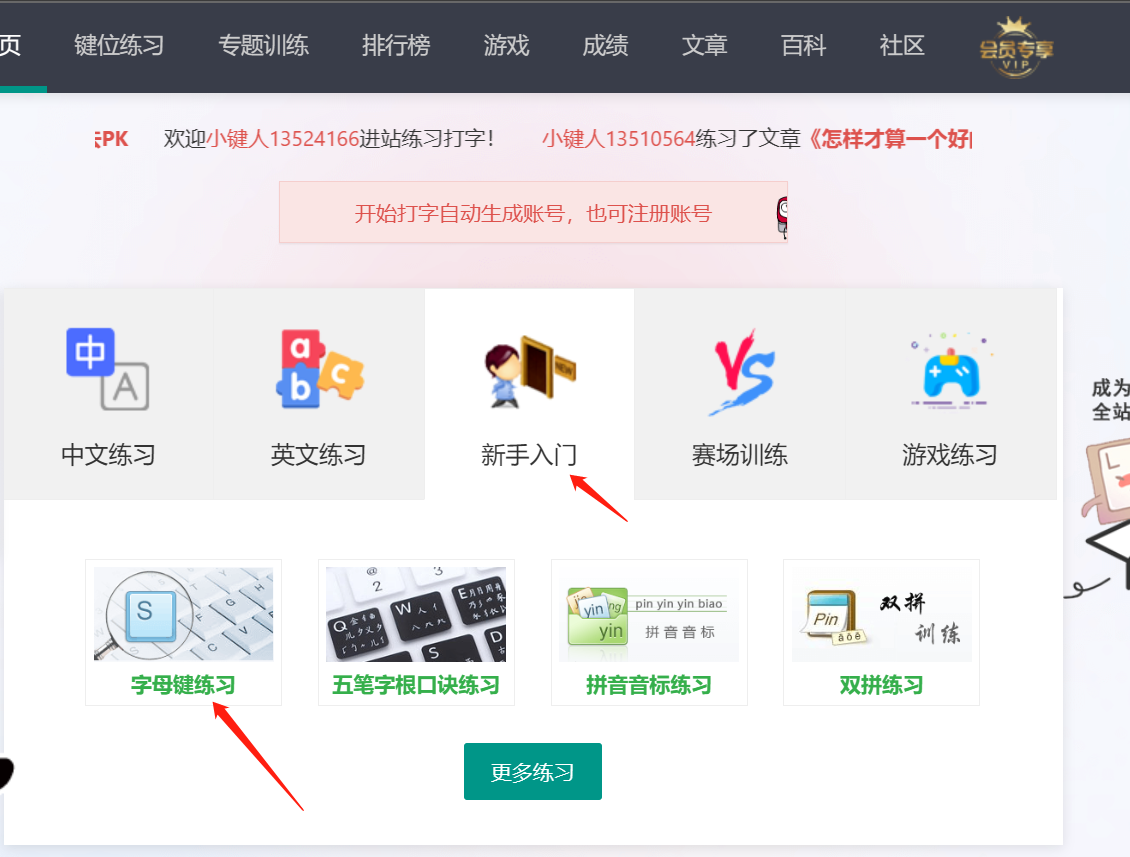 页 键位练习 专题训练 排行榜 游戏 成绩 文章 百科 社区 会员专享
VIP
PK 欢迎小键人13524166进站练习打字! 小键人13510564练习了文章《怎样才算一个好
开始打字自动生成账号，也可注册账号
中 A
a b c
NEW
VS
中文练习 英文练习 新手入门 赛场训练 游戏练习
成为
全站
L
S F G H C
@ 2 3 Q W E S D
yin yin pin yin yin biao
拼音音标
Pin āôě
双拼
训练
字母键练习 五笔字根口诀练习 拼音音标练习 双拼练习
更多练习